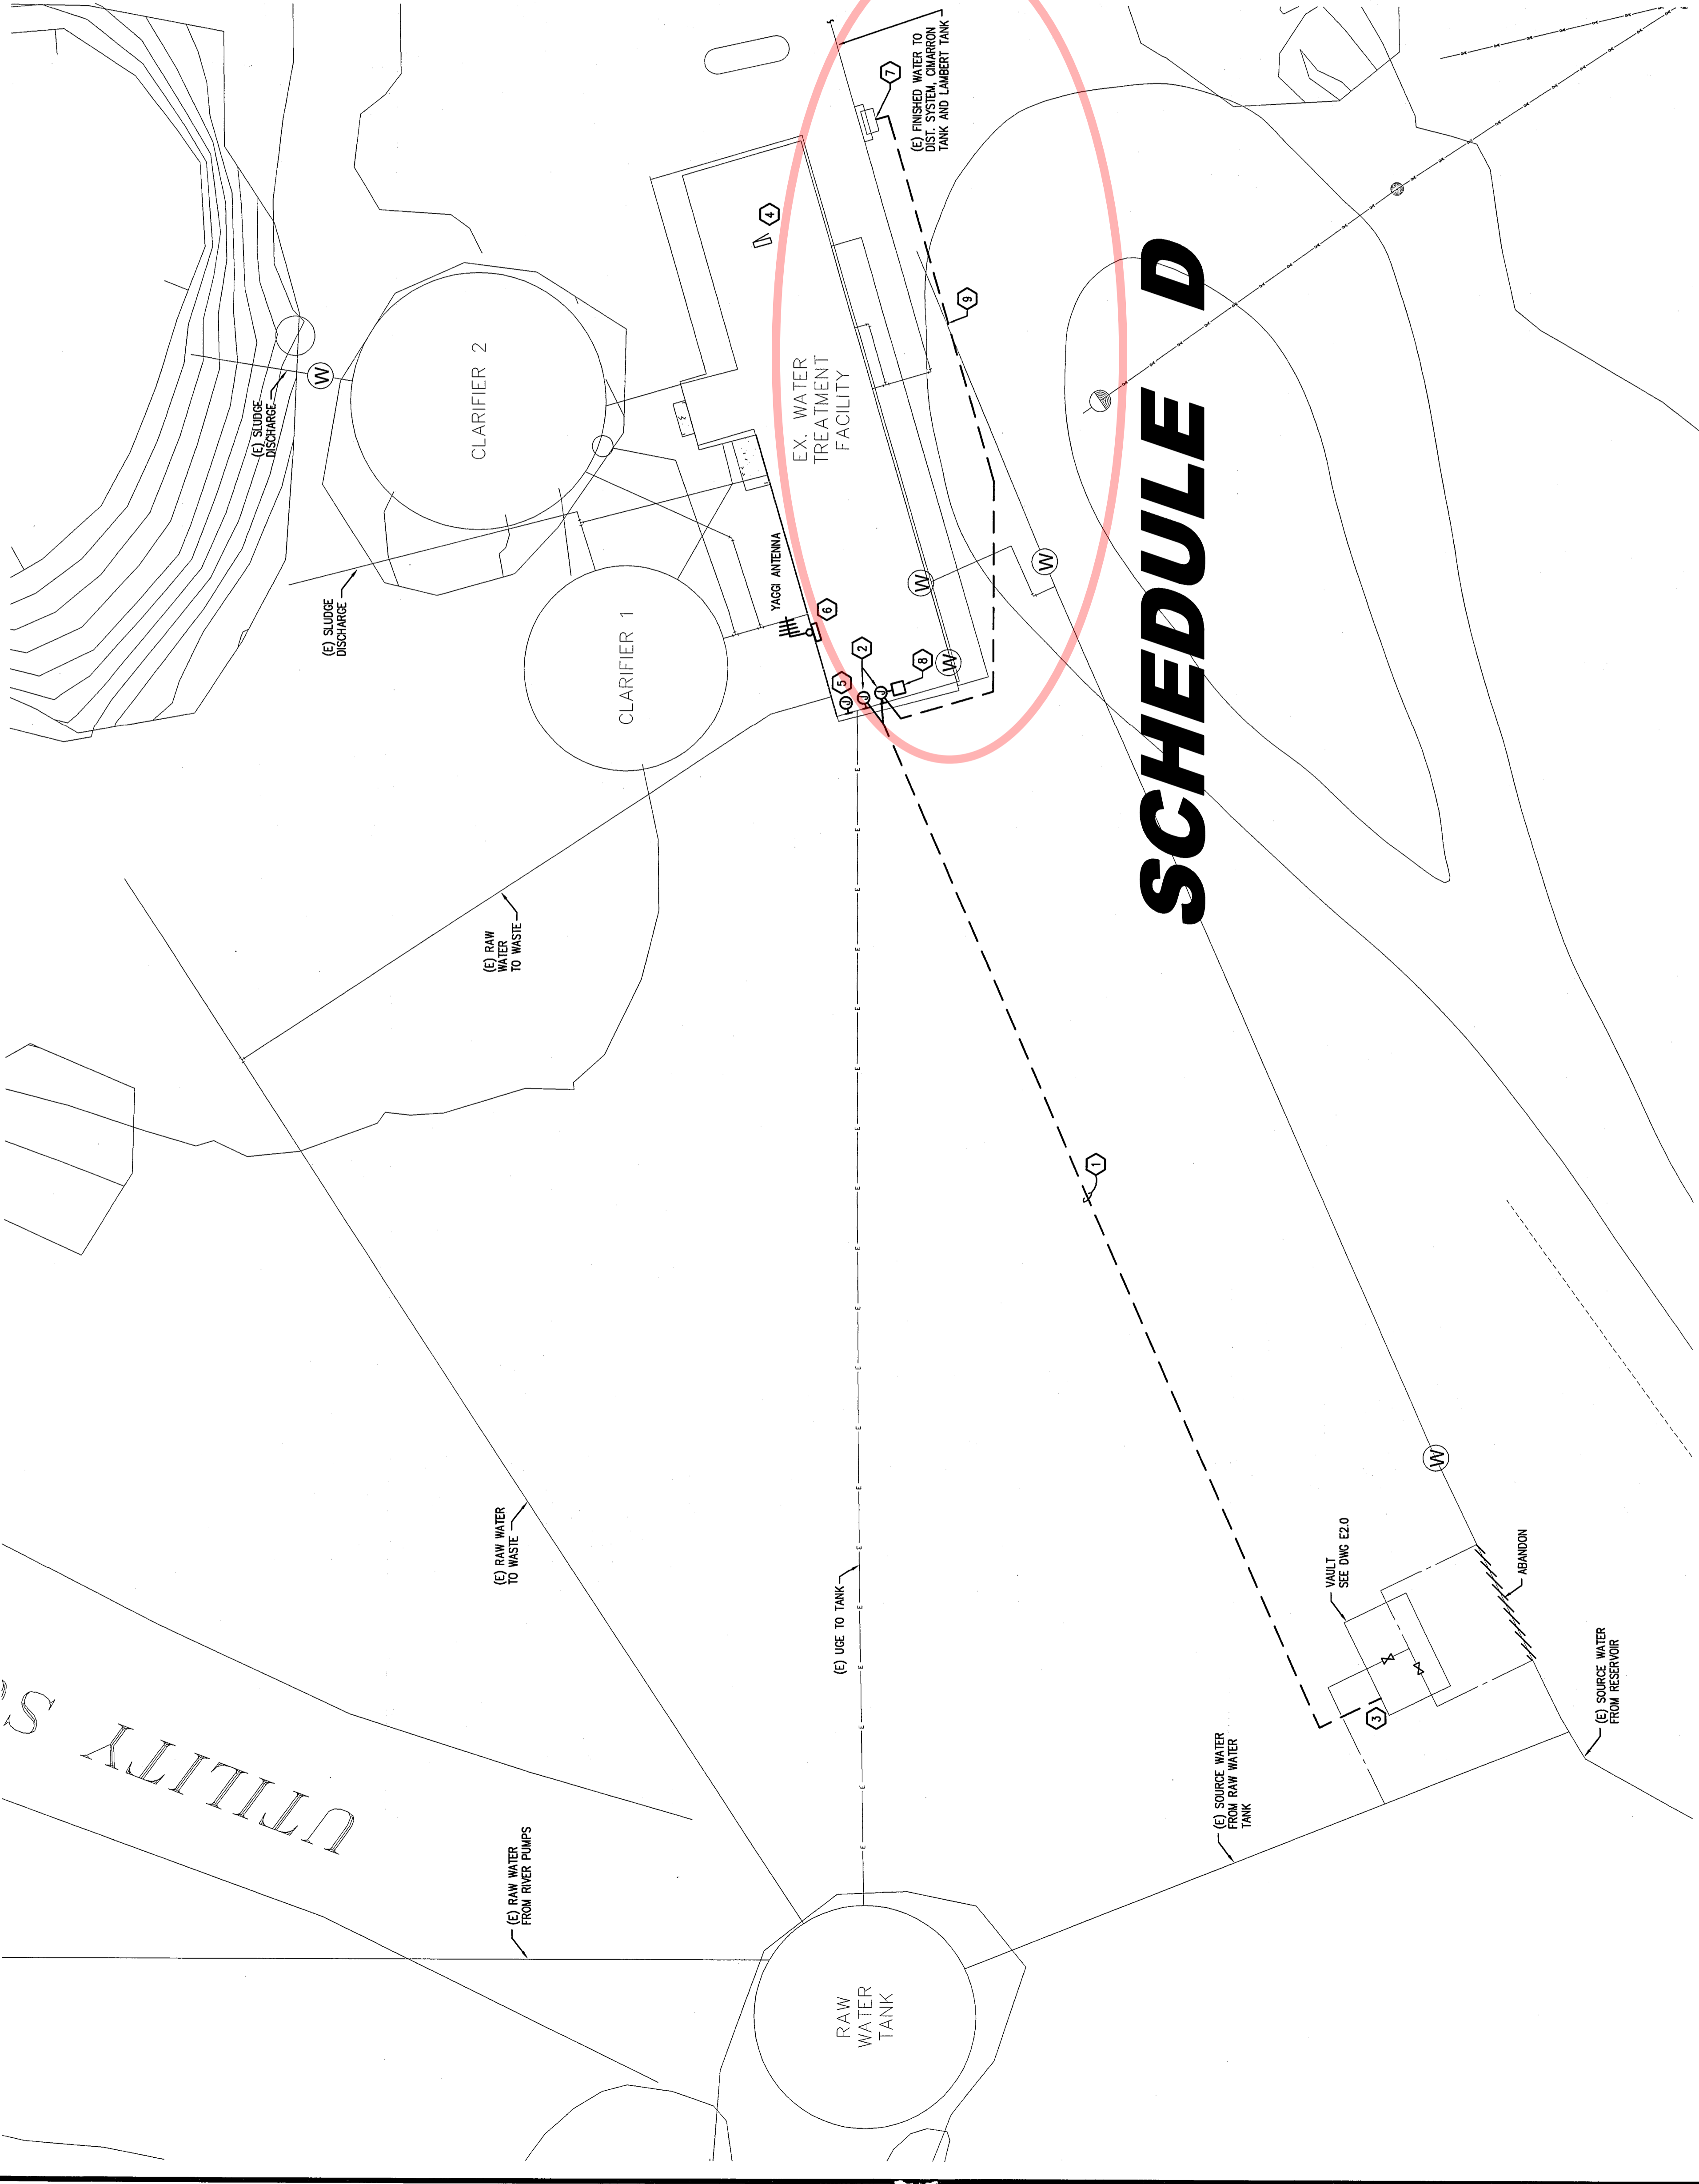 (E) SLUDGE
DISCHARGE
W
CLARIFIER 2
(E) SLUDGE
DISCHARGE
CLARIFIER 1
4
(E) FINISHED WATER TO
DIST. SYSTEM, CIMARRON
TANK AND LAMBERT TANK
7
9
EX. WATER
TREATMENT
FACILITY
YAGGI ANTENNA
6
5
J
2
J
J
8
W
W
W
SCHEDULE D
(E) RAW
WATER
TO WASTE
(E) RAW WATER
TO WASTE
1
(E) UGE TO TANK
E E E E E E E E E E E E E E E E E E E
W
VAULT
SEE DWG E2.0
ABANDON
3
(E) SOURCE WATER
FROM RESERVOIR
(E) SOURCE WATER
FROM RAW WATER
TANK
UTILITY
(E) RAW WATER
FROM RIVER PUMPS
RAW
WATER
TANK